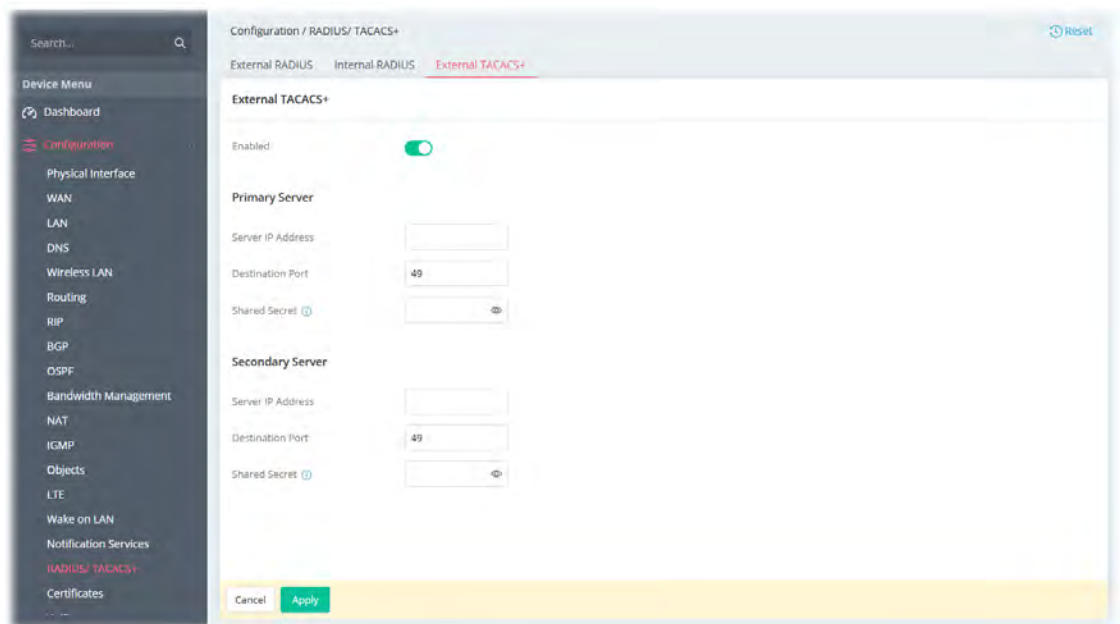 Search...
Device Menu
Dashboard
Configuration
Physical Interface
WAN
LAN
DNS
Wireless LAN
Routing
RIP
BGP
OSPF
Bandwidth Management
NAT
IGMP
Objects
LTE
Wake on LAN
Notification Services
RADIUS/ TACACS+
Certificates
Configuration / RADIUS/ TACACS+
Reset
External RADIUS Internal RADIUS External TACACS+
External TACACS+
Enabled
Primary Server
Server IP Address
Destination Port 49
Shared Secret
Secondary Server
Server IP Address
Destination Port 49
Shared Secret
Cancel Apply